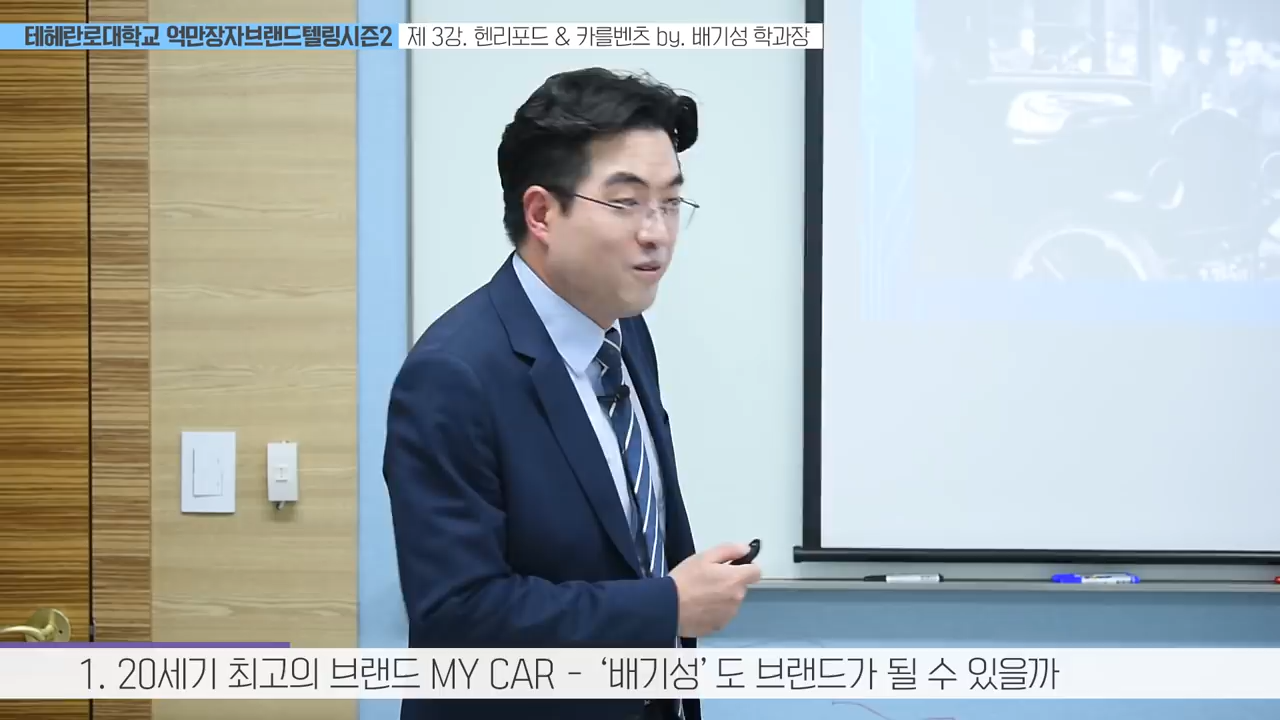 테헤란로대학교 억만장자브랜드텔링시즌2 제 3강. 헨리포드 & 카를벤츠 by. 배기성 학과장
1. 20세기 최고의 브랜드 MY CAR - ‘배기성’ 도 브랜드가 될 수 있을까